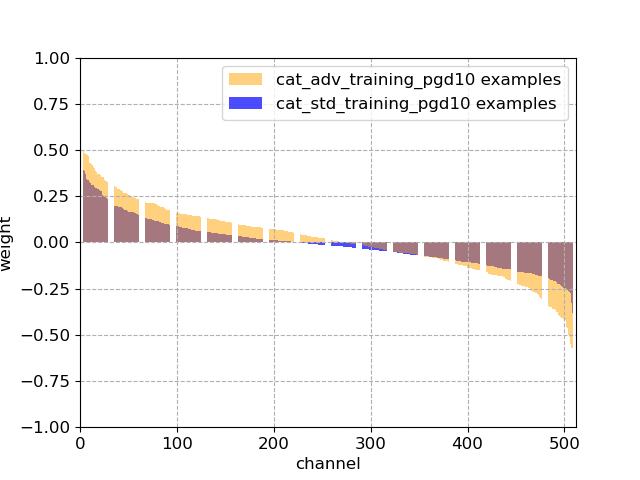 1.00
0.75
0.50
0.25
0.00
−0.25
−0.50
−0.75
−1.00
weight
cat_adv_training_pgd10 examples
cat_std_training_pgd10 examples
0 100 200 300 400 500
channel